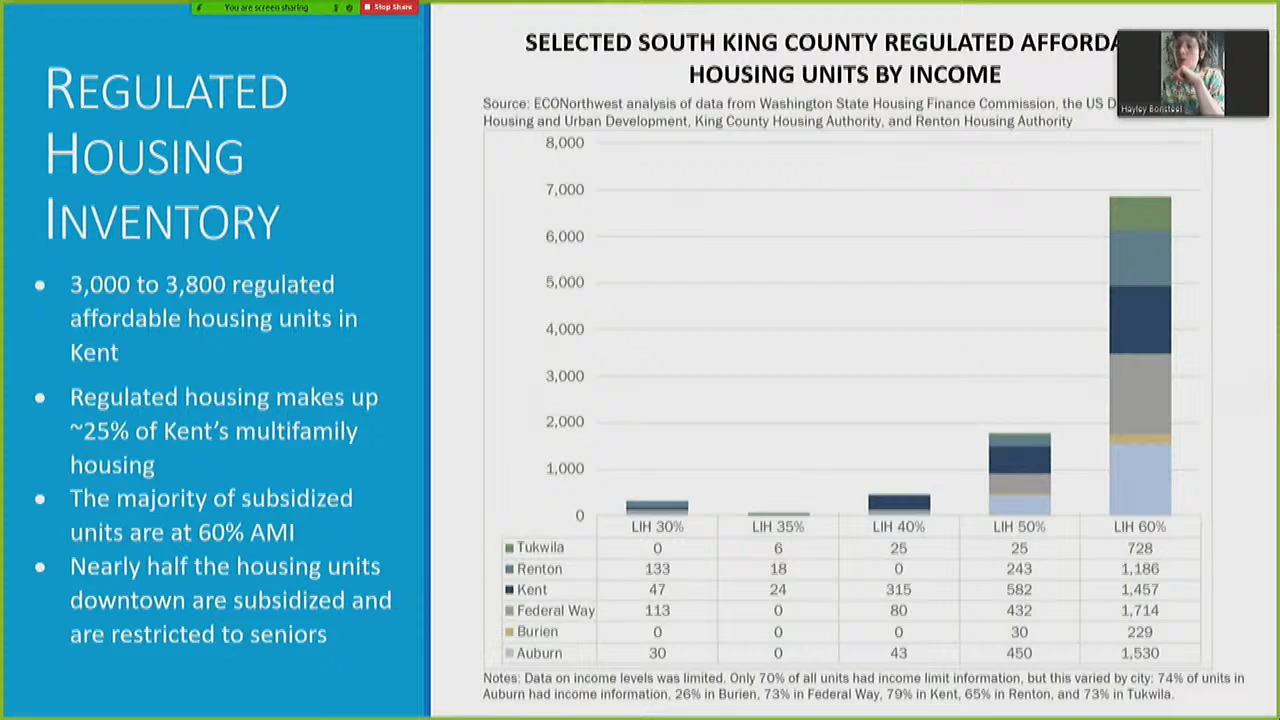 You are screen sharing
Stop Share
REGULATED
HOUSING
INVENTORY
• 3,000 to 3,800 regulated
affordable housing units in
Kent
• Regulated housing makes up
~25% of Kent's multifamily
housing
• The majority of subsidized
units are at 60% AMI
• Nearly half the housing units
downtown are subsidized and
are restricted to seniors
SELECTED SOUTH KING COUNTY REGULATED AFFORDA
HOUSING UNITS BY INCOME
Source: ECONorthwest analysis of data from Washington State Housing Finance Commission, the US D
Housing and Urban Development, King County Housing Authority, and Renton Housing Authority
Hayley Bonsteel
8,000
7,000
6,000
5,000
4,000
3,000
2,000
1,000
0
LIH 30% LIH 35% LIH 40% LIH 50% LIH 60%
Tukwila 0 6 25 25 728
Renton 133 18 0 243 1,186
Kent 47 24 315 582 1,457
Federal Way 113 0 80 432 1,714
Burien 0 0 0 30 229
Auburn 30 0 43 450 1,530
Notes: Data on income levels was limited. Only 70% of all units had income limit information, but this varied by city: 74% of units in
Auburn had income information, 26% in Burien, 73% in Federal Way, 79% in Kent, 65% in Renton, and 73% in Tukwila.